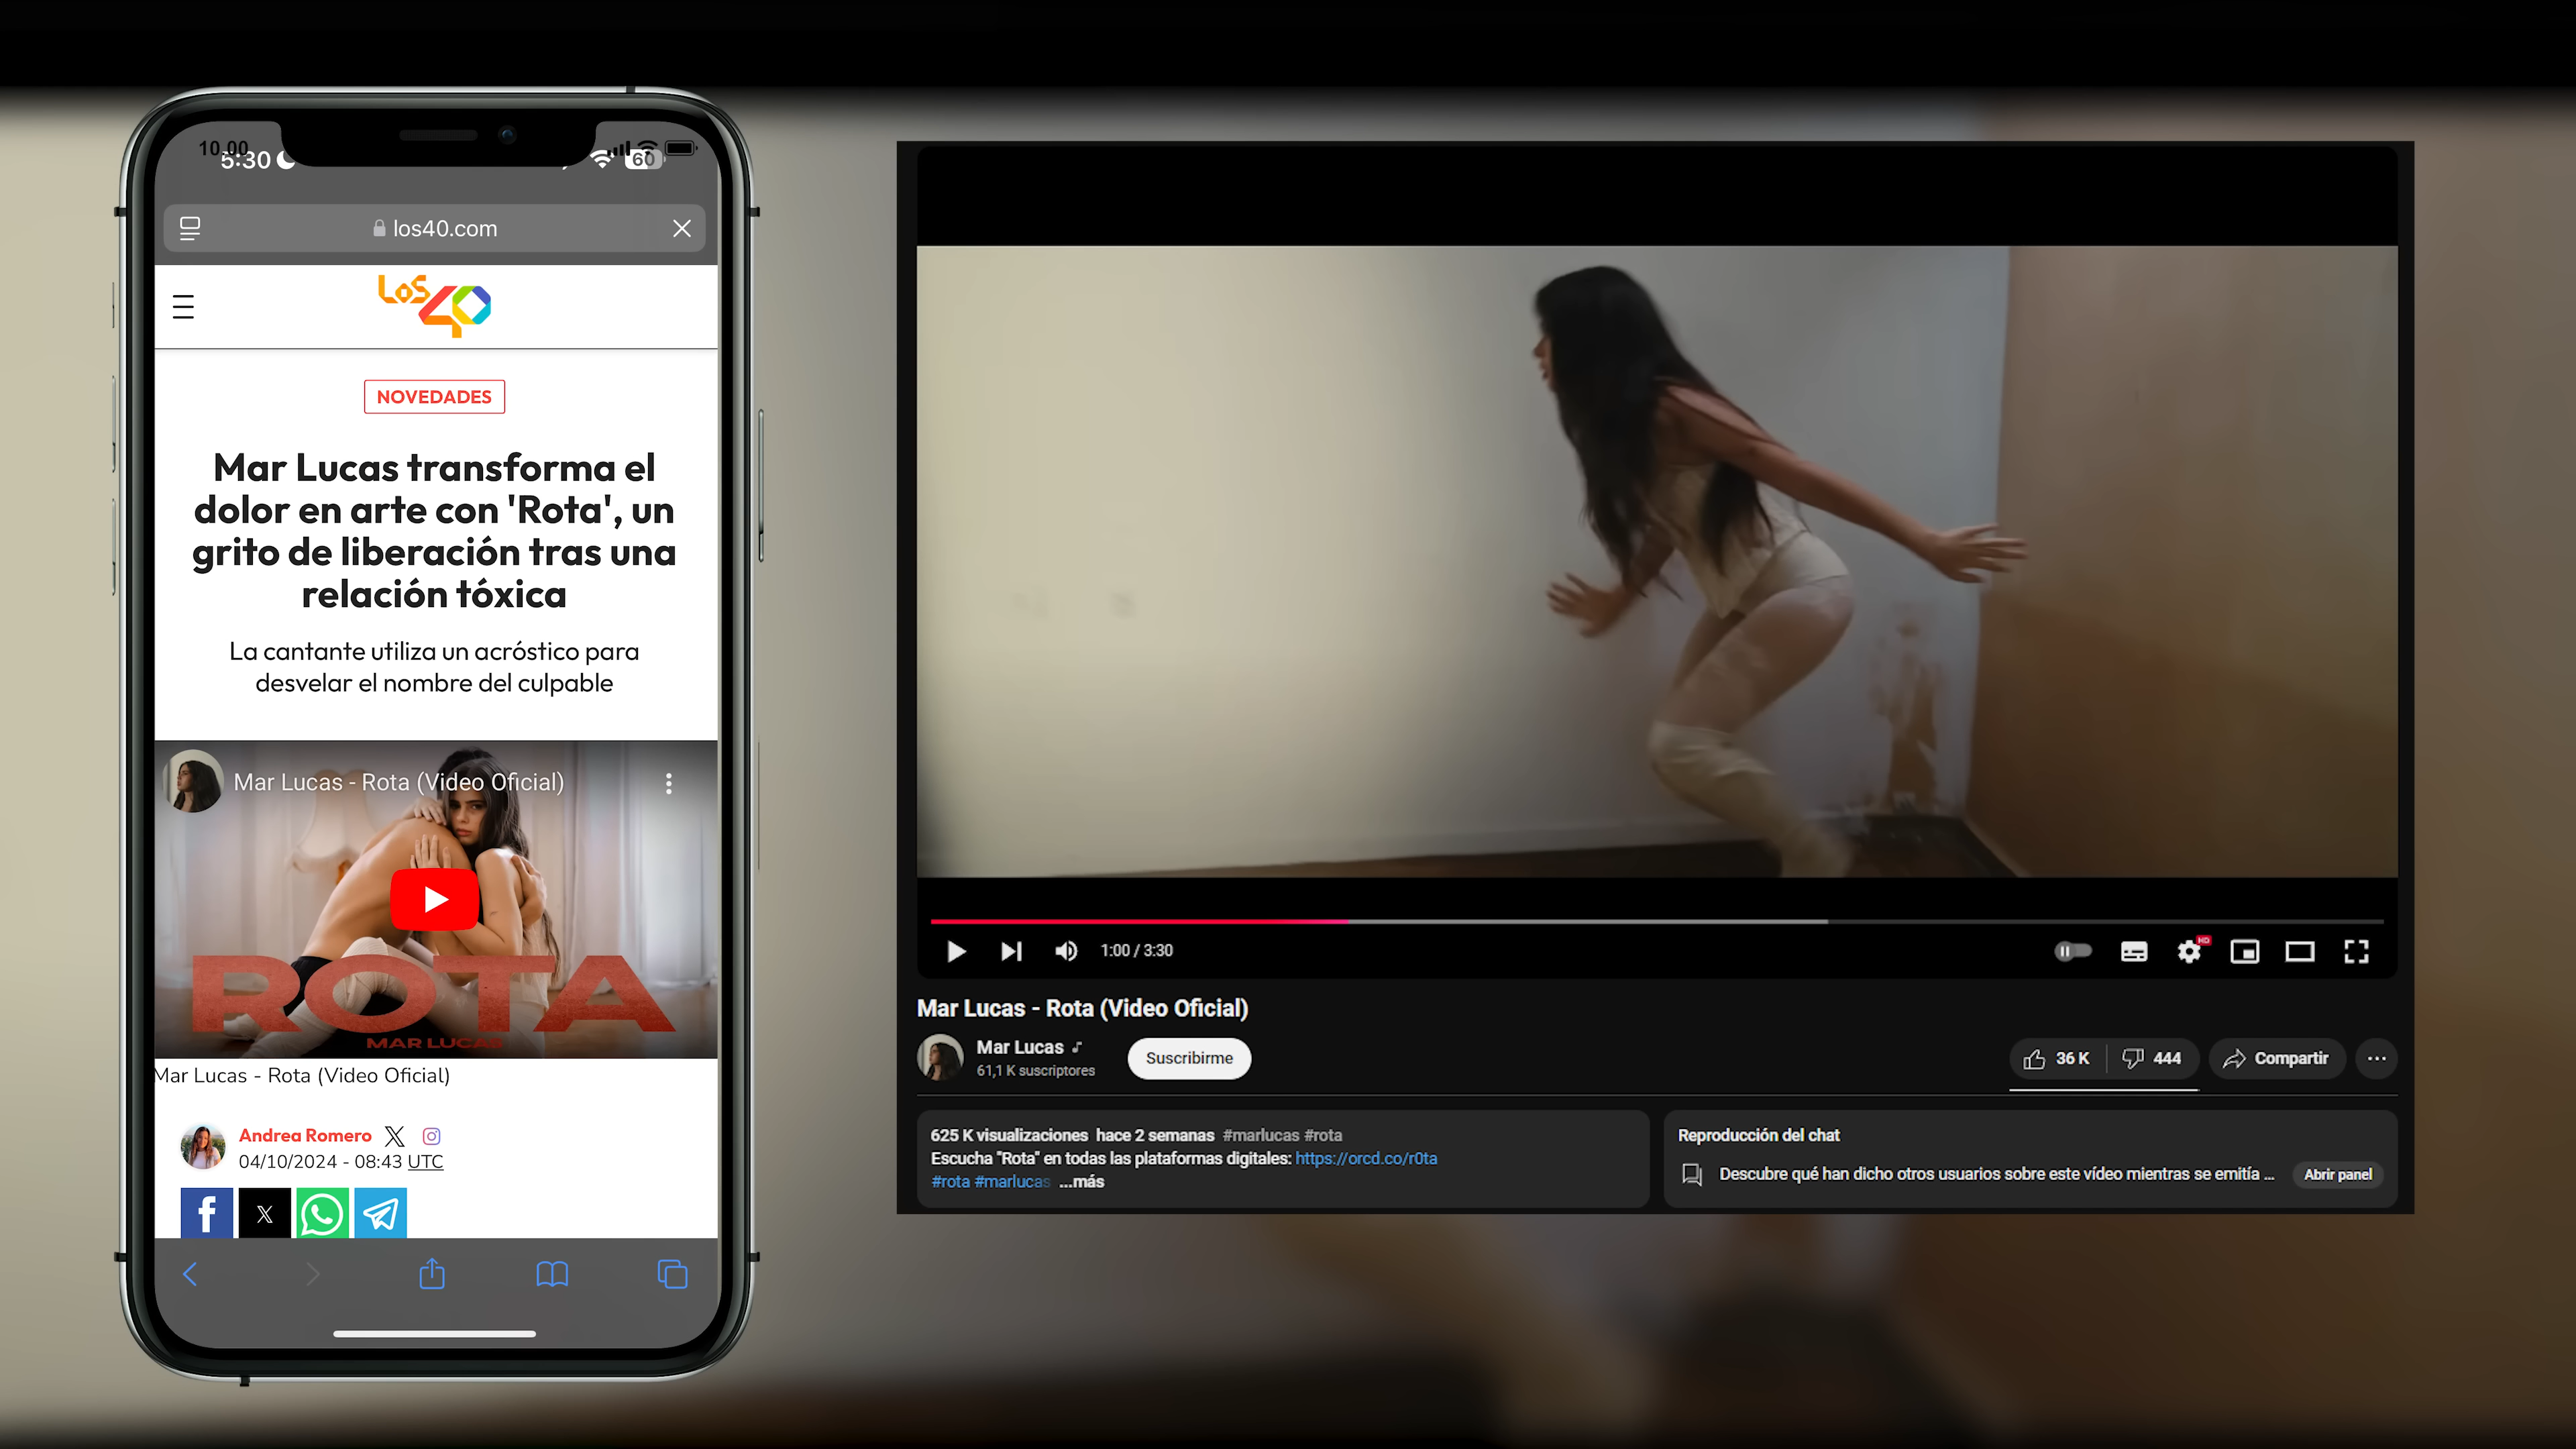 10.00
5:30
60
los40.com
LOS
40
NOVEDADES
Mar Lucas transforma el
dolor en arte con 'Rota', un
grito de liberación tras una
relación tóxica
La cantante utiliza un acróstico para
desvelar el nombre del culpable
Mar Lucas - Rota (Video Oficial)
ROTA
MAR LUCAS
Mar Lucas - Rota (Video Oficial)
Andrea Romero
04/10/2024 - 08:43 UTC
1:00 / 3:30
HD
Mar Lucas - Rota (Video Oficial)
Mar Lucas
61,1 K suscriptores
Suscribirme
36 K
444
Compartir
625 K visualizaciones hace 2 semanas #marlucas #rota
Escucha "Rota" en todas las plataformas digitales: https://orcd.co/r0ta
#rota #marlucas ...más
Reproducción del chat
Descubre qué han dicho otros usuarios sobre este vídeo mientras se emitía ...
Abrir panel